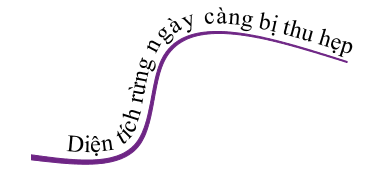 Diện tích rừng ngày càng bị thu hẹp